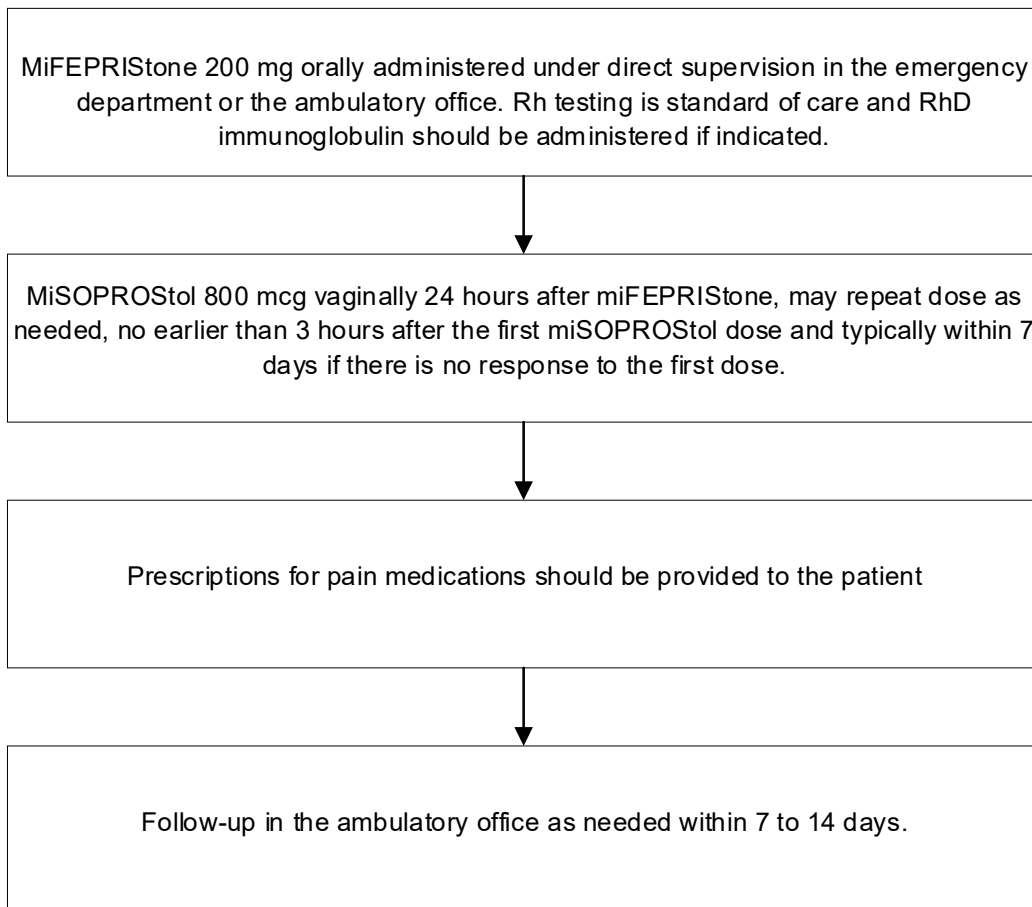 MiFEPRIStone 200 mg orally administered under direct supervision in the emergency
department or the ambulatory office. Rh testing is standard of care and RhD
immunoglobulin should be administered if indicated.
MiSOPROStol 800 mcg vaginally 24 hours after miFEPRIStone, may repeat dose as
needed, no earlier than 3 hours after the first miSOPROStol dose and typically within 7
days if there is no response to the first dose.
Prescriptions for pain medications should be provided to the patient
Follow-up in the ambulatory office as needed within 7 to 14 days.